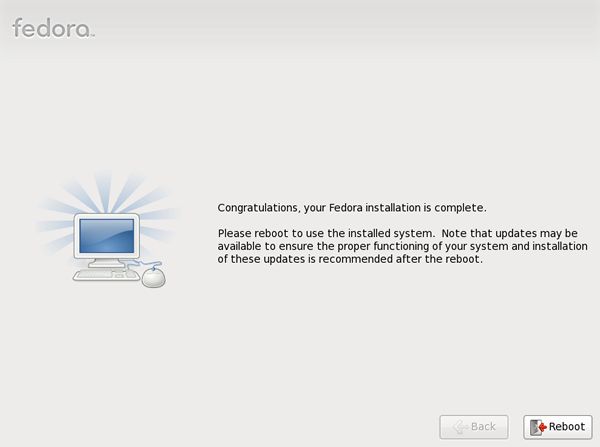 fedora™
Congratulations, your Fedora installation is complete.
Please reboot to use the installed system.  Note that updates may be
available to ensure the proper functioning of your system and installation
of these updates is recommended after the reboot.
Back
Reboot